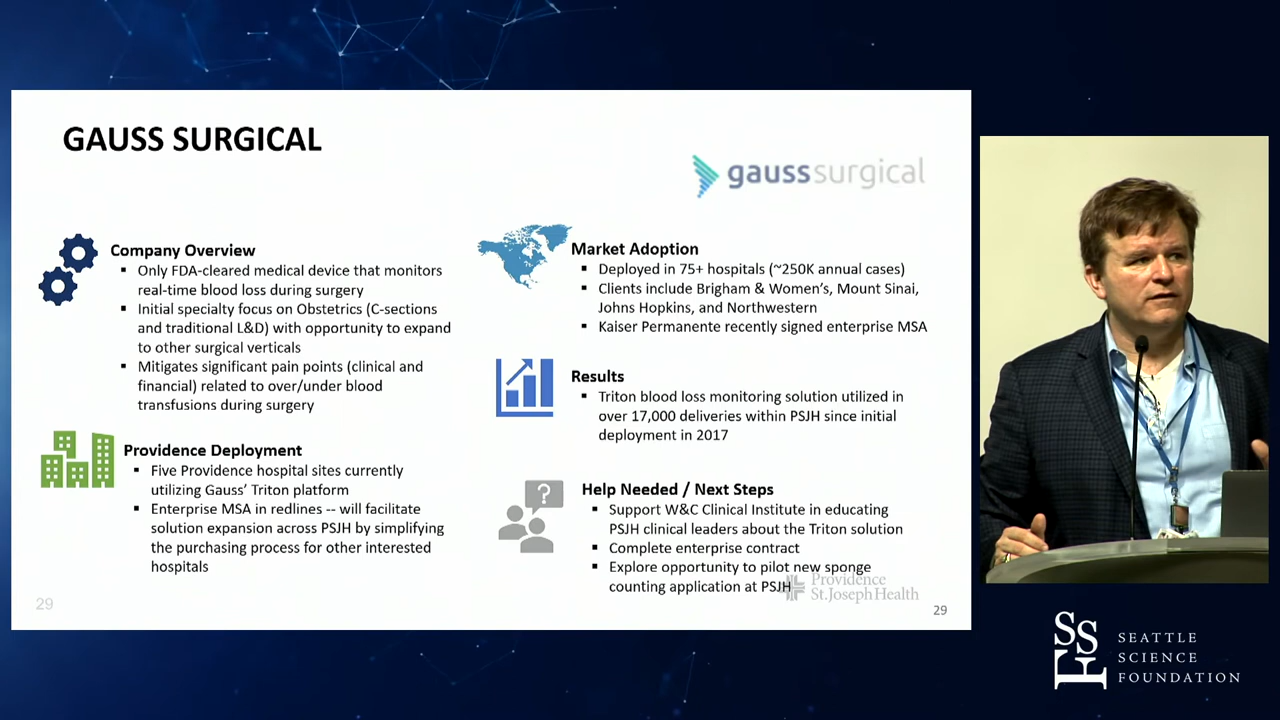 GAUSS SURGICAL
gausssurgical
Company Overview
▪ Only FDA-cleared medical device that monitors
real-time blood loss during surgery
▪ Initial specialty focus on Obstetrics (C-sections
and traditional L&D) with opportunity to expand
to other surgical verticals
▪ Mitigates significant pain points (clinical and
financial) related to over/under blood
transfusions during surgery
Providence Deployment
▪ Five Providence hospital sites currently
utilizing Gauss’ Triton platform
▪ Enterprise MSA in redlines -- will facilitate
solution expansion across PSJH by simplifying
the purchasing process for other interested
hospitals
Market Adoption
▪ Deployed in 75+ hospitals (~250K annual cases)
▪ Clients include Brigham & Women’s, Mount Sinai,
Johns Hopkins, and Northwestern
▪ Kaiser Permanente recently signed enterprise MSA
Results
▪ Triton blood loss monitoring solution utilized in
over 17,000 deliveries within PSJH since initial
deployment in 2017
?
Help Needed / Next Steps
▪ Support W&C Clinical Institute in educating
PSJH clinical leaders about the Triton solution
▪ Complete enterprise contract
▪ Explore opportunity to pilot new sponge
counting application at PSJH
Providence
St.Joseph Health
29
29
SSF
SEATTLE
SCIENCE
FOUNDATION